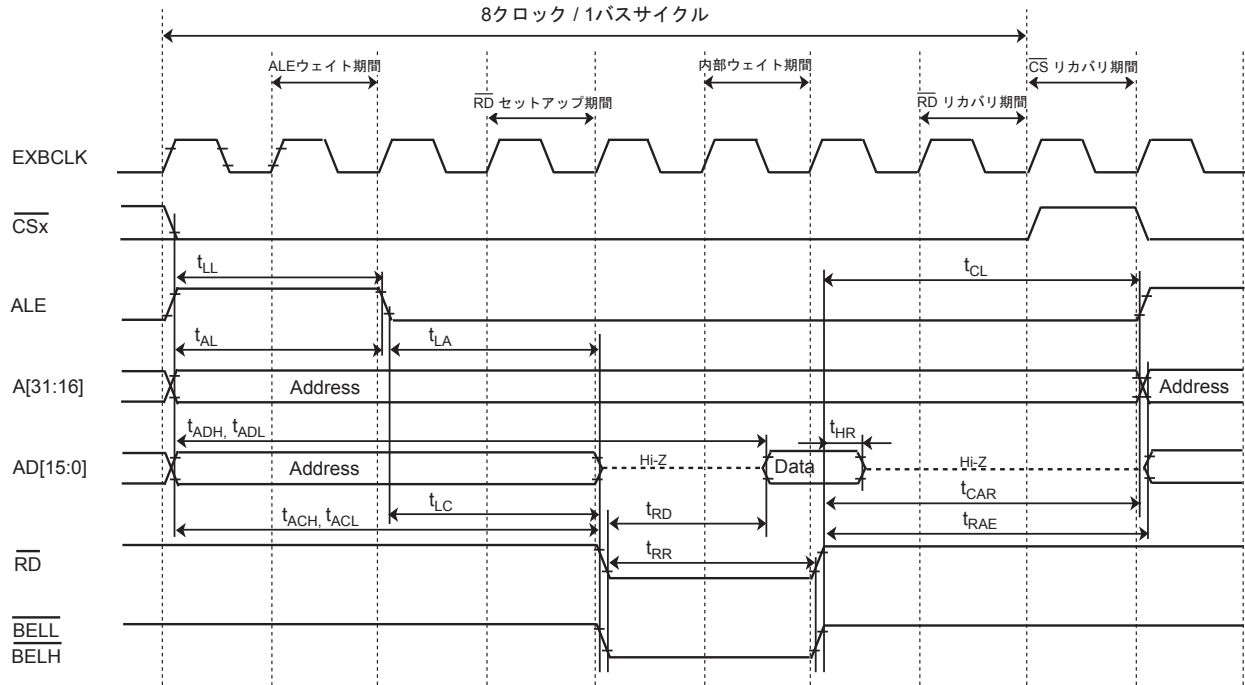 8クロック / 1バスサイクル
ALEウェイト期間
内部ウェイト期間
CS リカバリ期間
RD セットアップ期間
RD リカバリ期間
EXBCLK
CSx
tLL
tCL
ALE
tAL
tLA
A[31:16]
Address
Address
tADH, tADL
tHR
AD[15:0]
Address
Hi-Z
Data
Hi-Z
tLC
tCAR
tACH, tACL
tRD
tRAE
RD
tRR
BELL
BELH